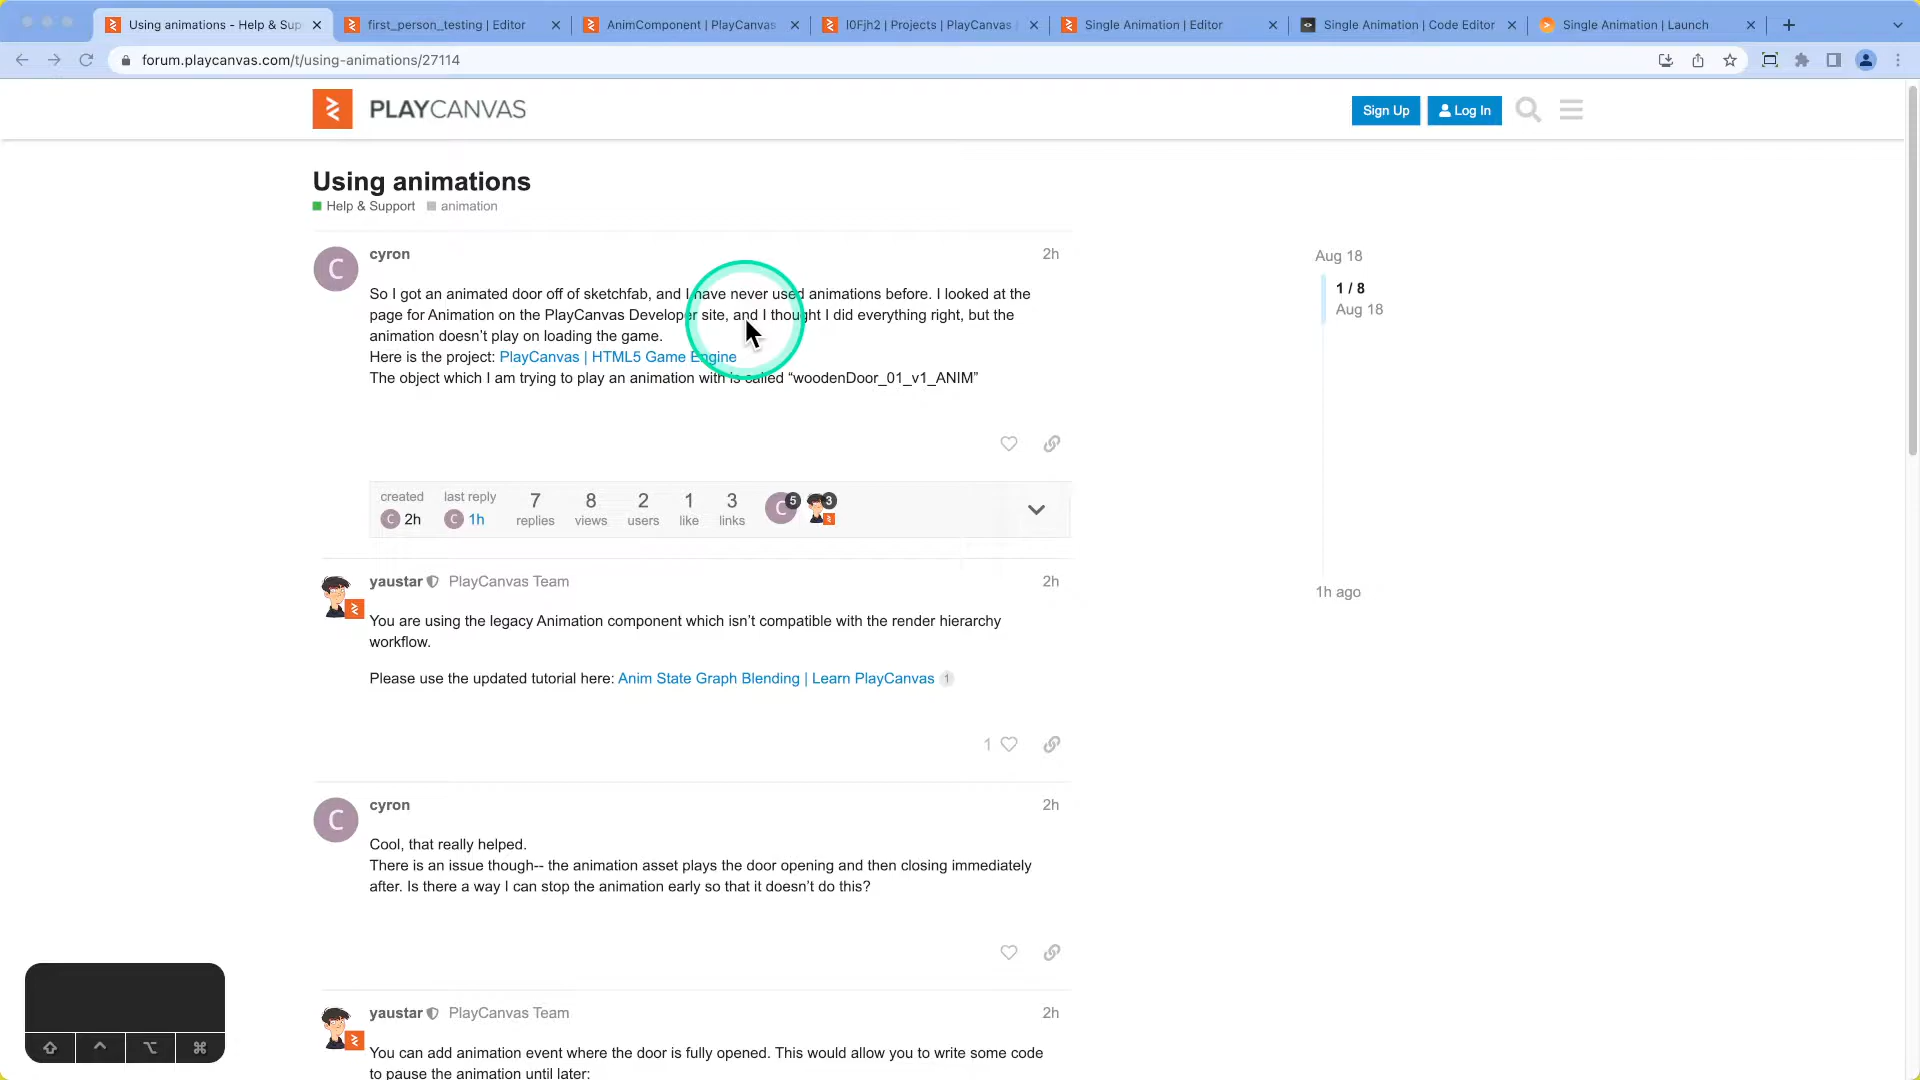 Using animations - Help & Sup
first_person_testing | Editor
AnimComponent | PlayCanvas
I0Fjh2 | Projects | PlayCanvas
Single Animation | Editor
Single Animation | Code Editor
Single Animation | Launch
forum.playcanvas.com/t/using-animations/27114
PLAYCANVAS
Sign Up
Log In
Using animations
Help & Support
animation
C
cyron
2h
So I got an animated door off of sketchfab, and I have never used animations before. I looked at the
page for Animation on the PlayCanvas Developer site, and I thought I did everything right, but the
animation doesn't play on loading the game.
Here is the project: PlayCanvas | HTML5 Game Engine
The object which I am trying to play an animation with is called “woodenDoor_01_v1_ANIM”
Aug 18
1 / 8
Aug 18
1h ago
created
C 2h
last reply
C 1h
7
replies
8
views
2
users
1
like
3
links
C 5
3
yaustar PlayCanvas Team
2h
You are using the legacy Animation component which isn’t compatible with the render hierarchy
workflow.
Please use the updated tutorial here: Anim State Graph Blending | Learn PlayCanvas 1
1
C
cyron
2h
Cool, that really helped.
There is an issue though-- the animation asset plays the door opening and then closing immediately
after. Is there a way I can stop the animation early so that it doesn’t do this?
yaustar PlayCanvas Team
2h
You can add animation event where the door is fully opened. This would allow you to write some code
to pause the animation until later: